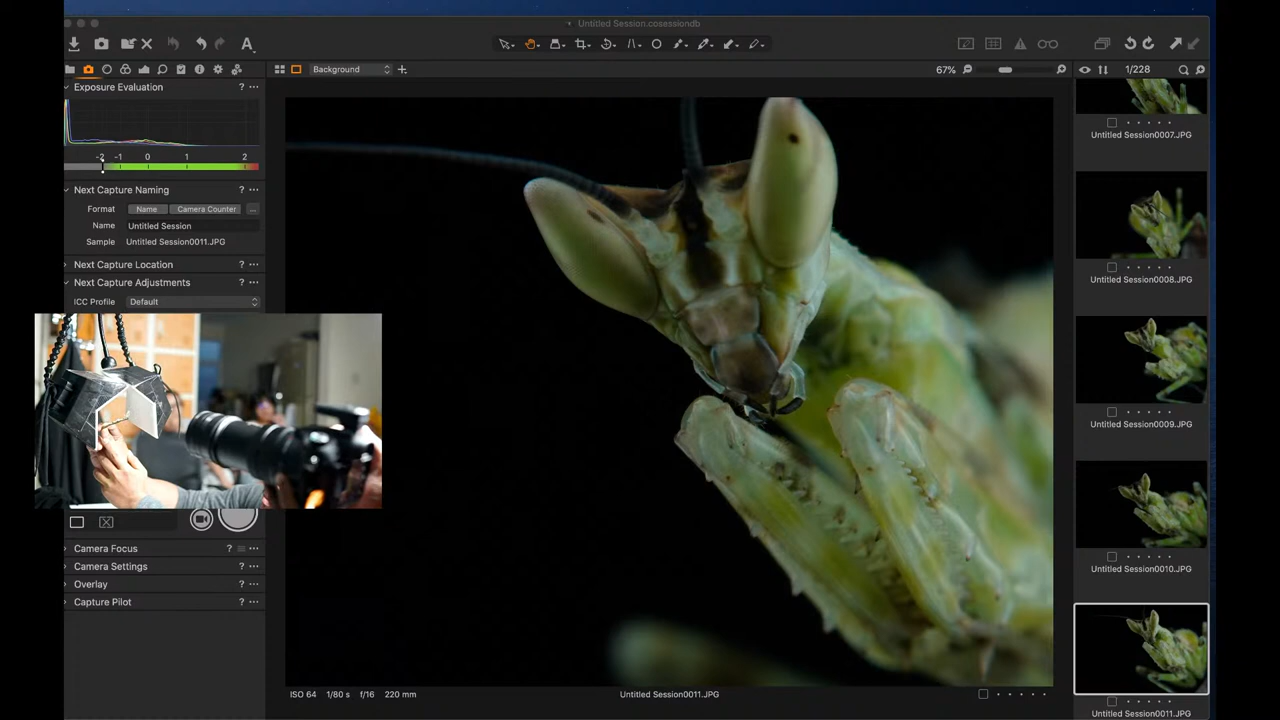 Untitled Session.cosessiondb
A
Background
67%
1/228
Exposure Evaluation ?
-2 -1 0 1 2
Next Capture Naming ?
Format Name Camera Counter ...
Name Untitled Session
Sample Untitled Session0011.JPG
Next Capture Location ?
Next Capture Adjustments ?
ICC Profile Default
Camera Focus ?
Camera Settings ?
Overlay ?
Capture Pilot ?
ISO 64 1/80 s f/16 220 mm
Untitled Session0011.JPG
Untitled Session0007.JPG
Untitled Session0008.JPG
Untitled Session0009.JPG
Untitled Session0010.JPG
Untitled Session0011.JPG